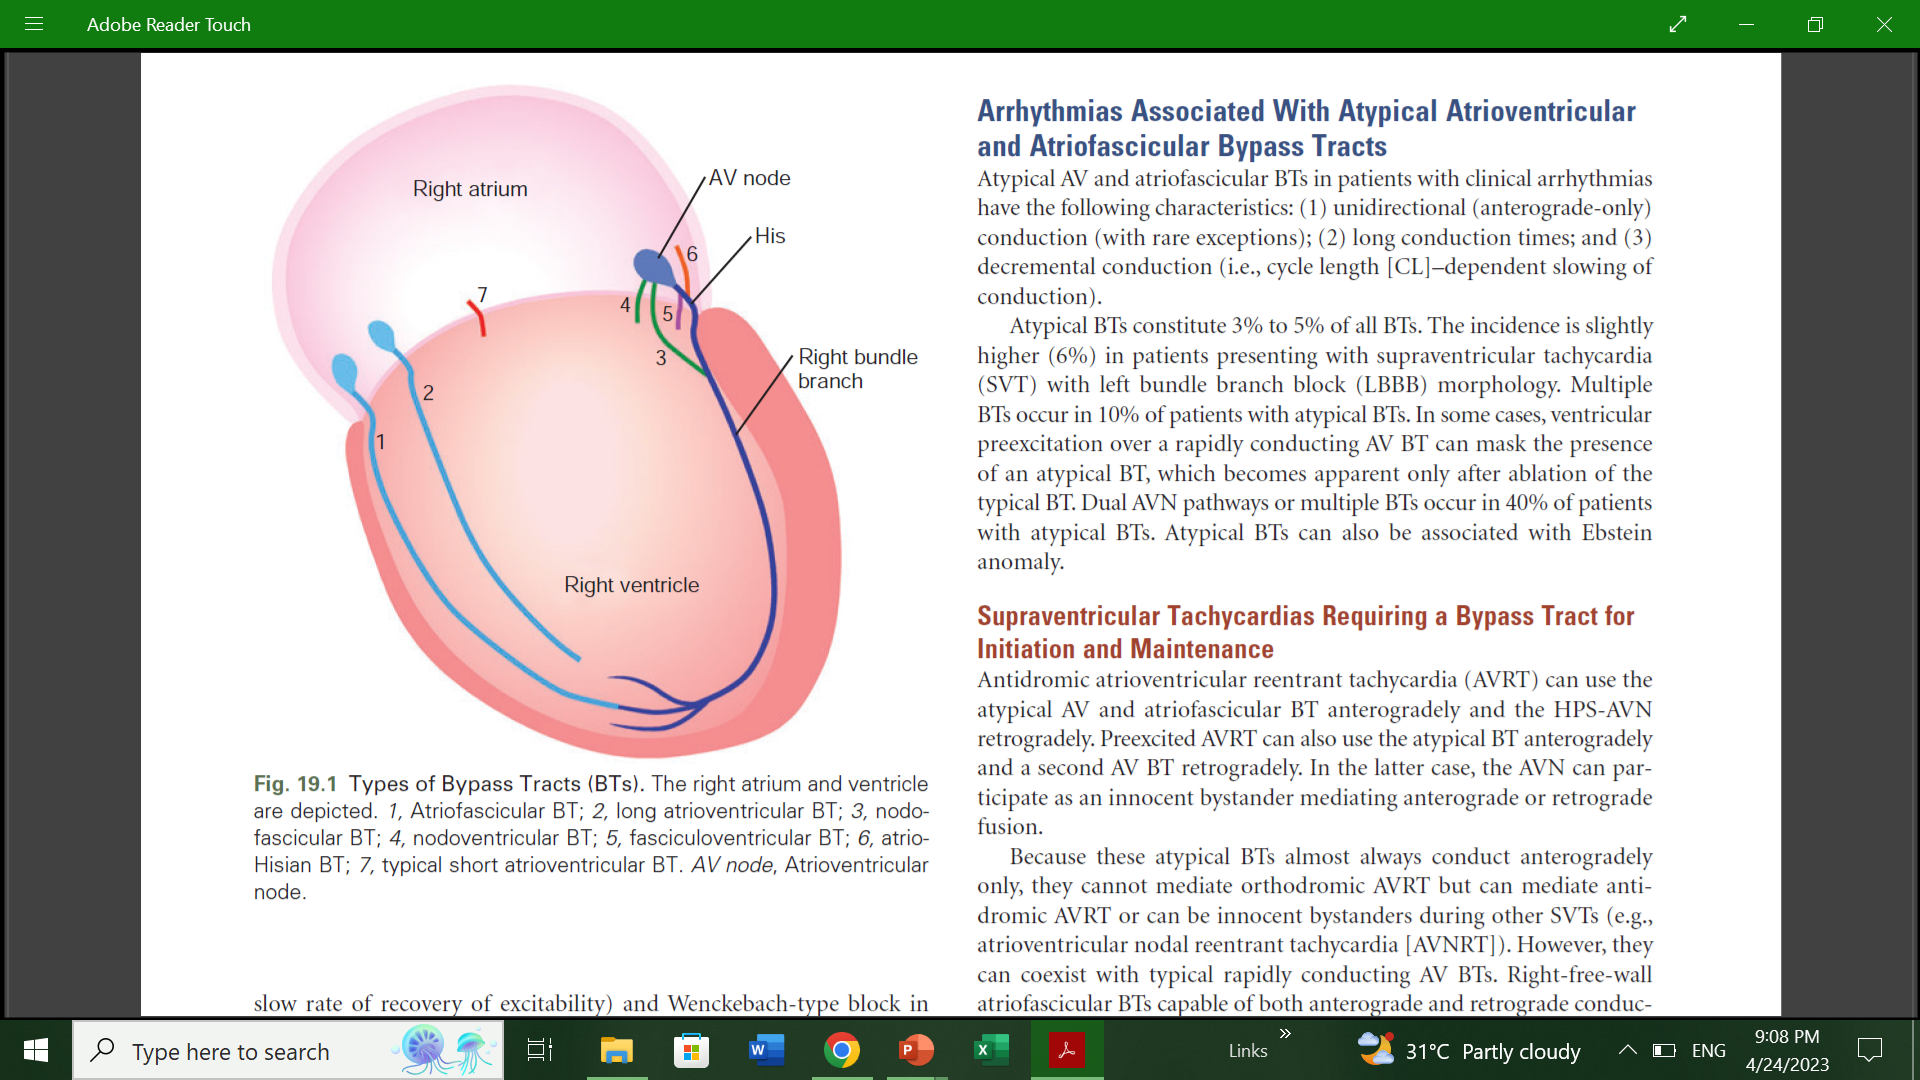 Adobe Reader Touch
Right atrium
AV node
His
6
7
4
5
3
Right bundle
branch
2
1
Right ventricle
Fig. 19.1 Types of Bypass Tracts (BTs). The right atrium and ventricle
are depicted. 1, Atriofascicular BT; 2, long atrioventricular BT; 3, nodo-
fascicular BT; 4, nodoventricular BT; 5, fasciculoventricular BT; 6, atrio-
Hisian BT; 7, typical short atrioventricular BT. AV node, Atrioventricular
node.
slow rate of recovery of excitability) and Wenckebach-type block in
Arrhythmias Associated With Atypical Atrioventricular
and Atriofascicular Bypass Tracts
Atypical AV and atriofascicular BTs in patients with clinical arrhythmias
have the following characteristics: (1) unidirectional (anterograde-only)
conduction (with rare exceptions); (2) long conduction times; and (3)
decremental conduction (i.e., cycle length [CL]–dependent slowing of
conduction).
Atypical BTs constitute 3% to 5% of all BTs. The incidence is slightly
higher (6%) in patients presenting with supraventricular tachycardia
(SVT) with left bundle branch block (LBBB) morphology. Multiple
BTs occur in 10% of patients with atypical BTs. In some cases, ventricular
preexcitation over a rapidly conducting AV BT can mask the presence
of an atypical BT, which becomes apparent only after ablation of the
typical BT. Dual AVN pathways or multiple BTs occur in 40% of patients
with atypical BTs. Atypical BTs can also be associated with Ebstein
anomaly.
Supraventricular Tachycardias Requiring a Bypass Tract for
Initiation and Maintenance
Antidromic atrioventricular reentrant tachycardia (AVRT) can use the
atypical AV and atriofascicular BT anterogradely and the HPS-AVN
retrogradely. Preexcited AVRT can also use the atypical BT anterogradely
and a second AV BT retrogradely. In the latter case, the AVN can par-
ticipate as an innocent bystander mediating anterograde or retrograde
fusion.
Because these atypical BTs almost always conduct anterogradely
only, they cannot mediate orthodromic AVRT but can mediate anti-
dromic AVRT or can be innocent bystanders during other SVTs (e.g.,
atrioventricular nodal reentrant tachycardia [AVNRT]). However, they
can coexist with typical rapidly conducting AV BTs. Right-free-wall
atriofascicular BTs capable of both anterograde and retrograde conduc-
Type here to search
Links
31°C Partly cloudy
ENG
9:08 PM
4/24/2023